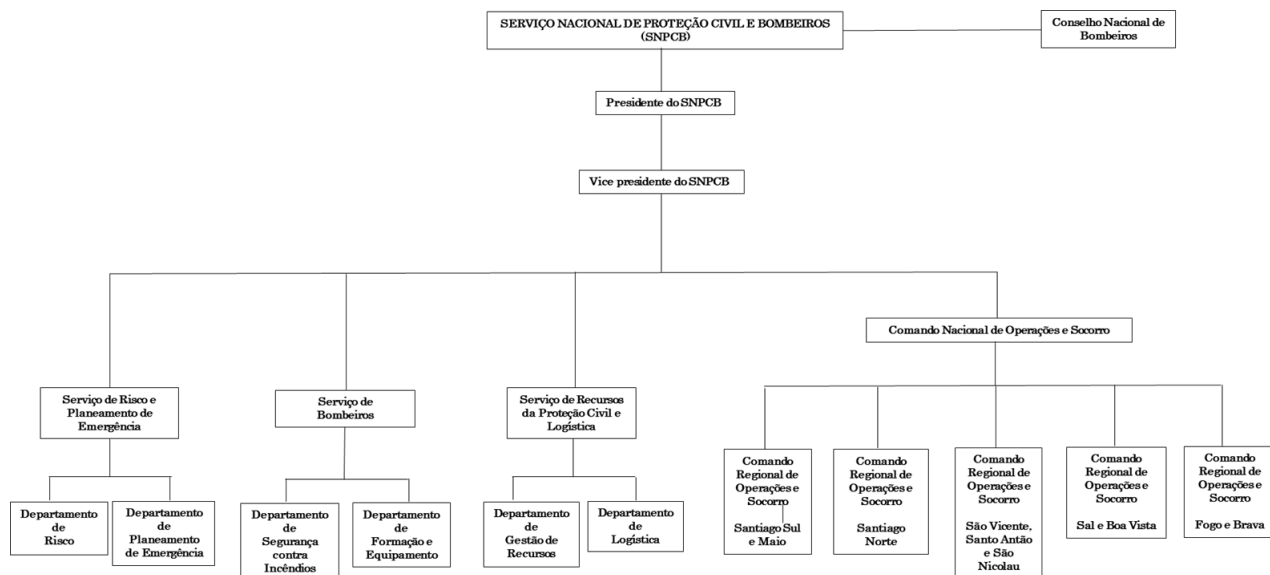 SERVIÇO NACIONAL DE PROTEÇÃO CIVIL E BOMBEIROS
(SNPCB)
Conselho Nacional de
Bombeiros
Presidente do SNPCB
Vice presidente do SNPCB
Comando Nacional de Operações e Socorro
Serviço de Risco e
Planeamento de
Emergência
Serviço de
Bombeiros
Serviço de Recursos
da Proteção Civil e
Logística
Departamento
de
Risco
Departamento
de
Planeamento
de Emergência
Departamento
de
Segurança
contra
Incêndios
Departamento
de
Formação e
Equipamento
Departamento
de
Gestão de
Recursos
Departamento
de
Logística
Comando
Regional de
Operações e
Socorro
Santiago Sul
e Maio
Comando
Regional de
Operações e
Socorro
Santiago
Norte
Comando
Regional de
Operações e
Socorro
São Vicente,
Santo Antão
e São
Nicolau
Comando
Regional de
Operações e
Socorro
Sal e Boa Vista
Comando
Regional de
Operações e
Socorro
Fogo e Brava